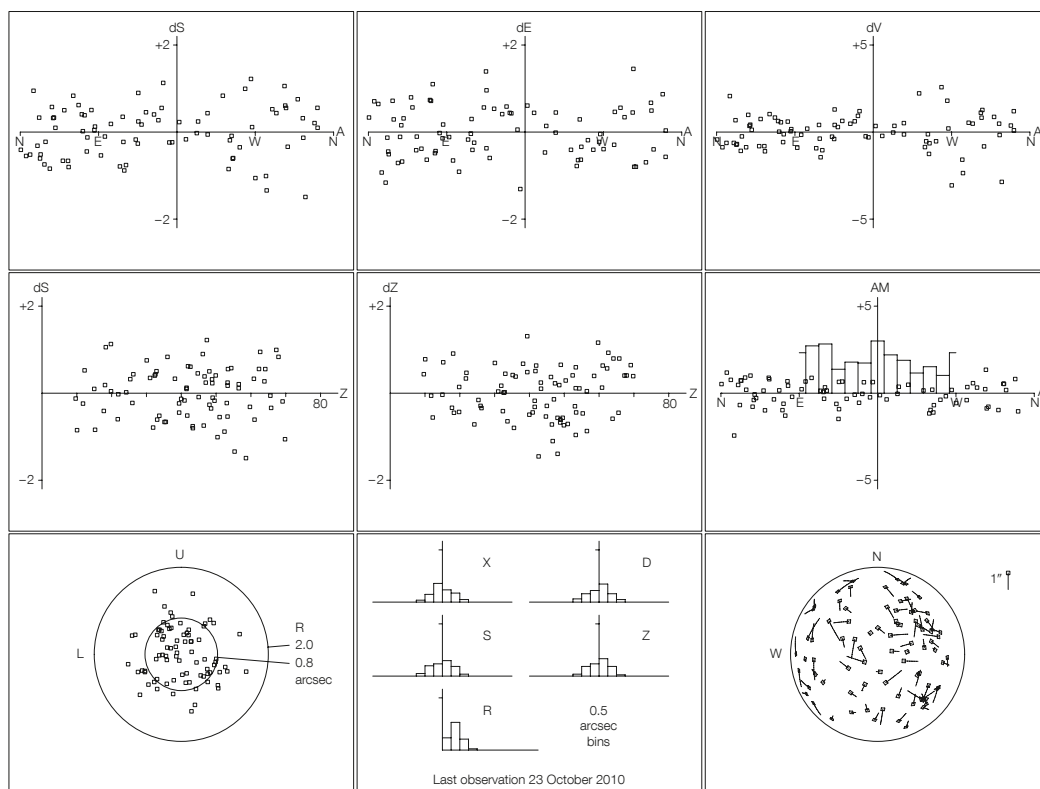 dS
+2
N
E
W
N
A
−2
dE
+2
N
E
W
N
A
−2
dV
+5
N
E
W
N
A
−5
dS
+2
80
Z
−2
dZ
+2
80
Z
−2
AM
+5
N
E
W
N
A
−5
U
L
R
2.0
0.8
arcsec
X
D
S
Z
R
0.5
arcsec
bins
Last observation 23 October 2010
N
W
1″